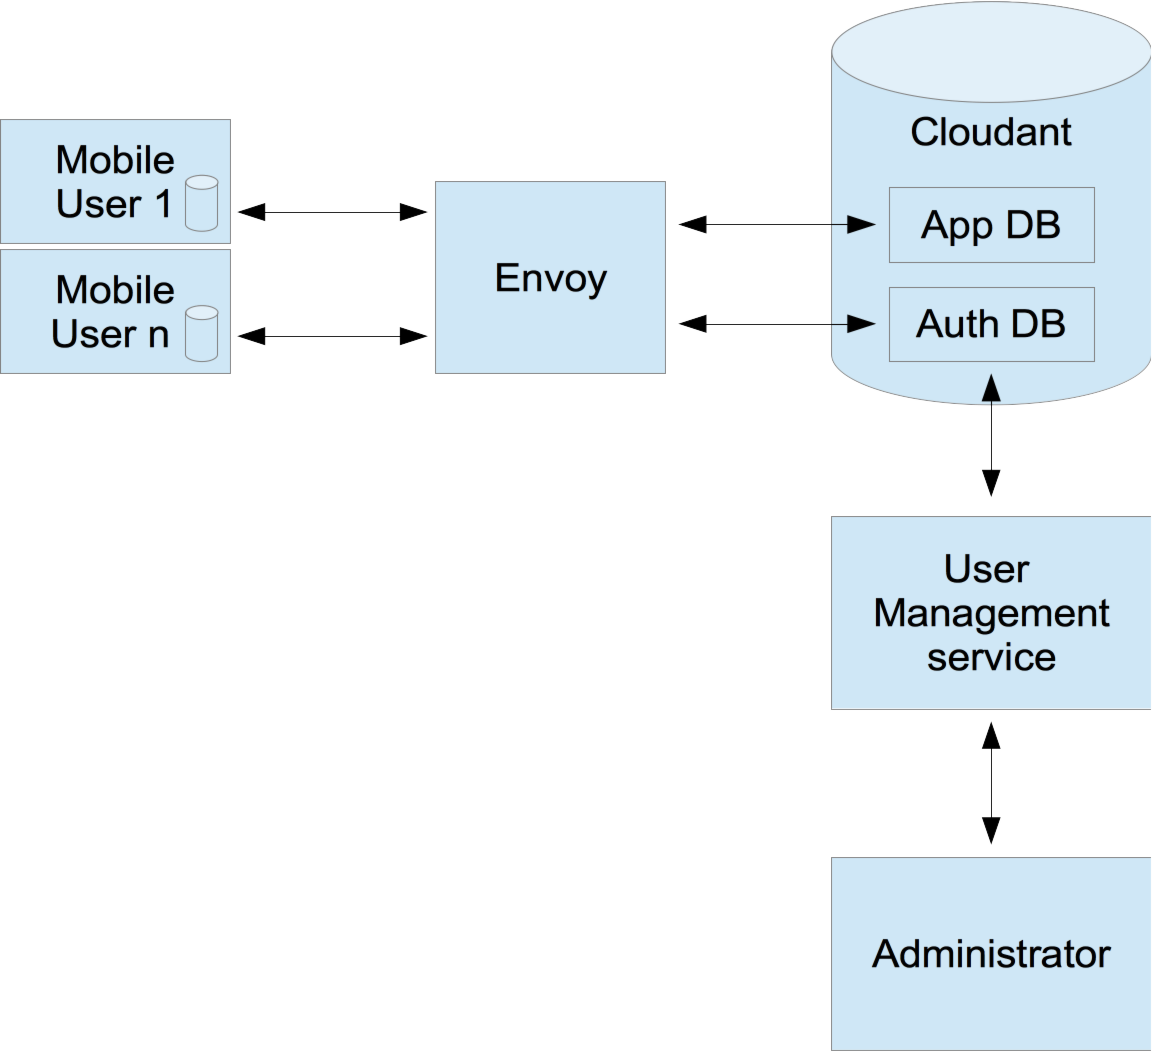 Cloudant
Mobile
User 1
App DB
Envoy
Mobile
User n
Auth DB
User
Management
service
Administrator